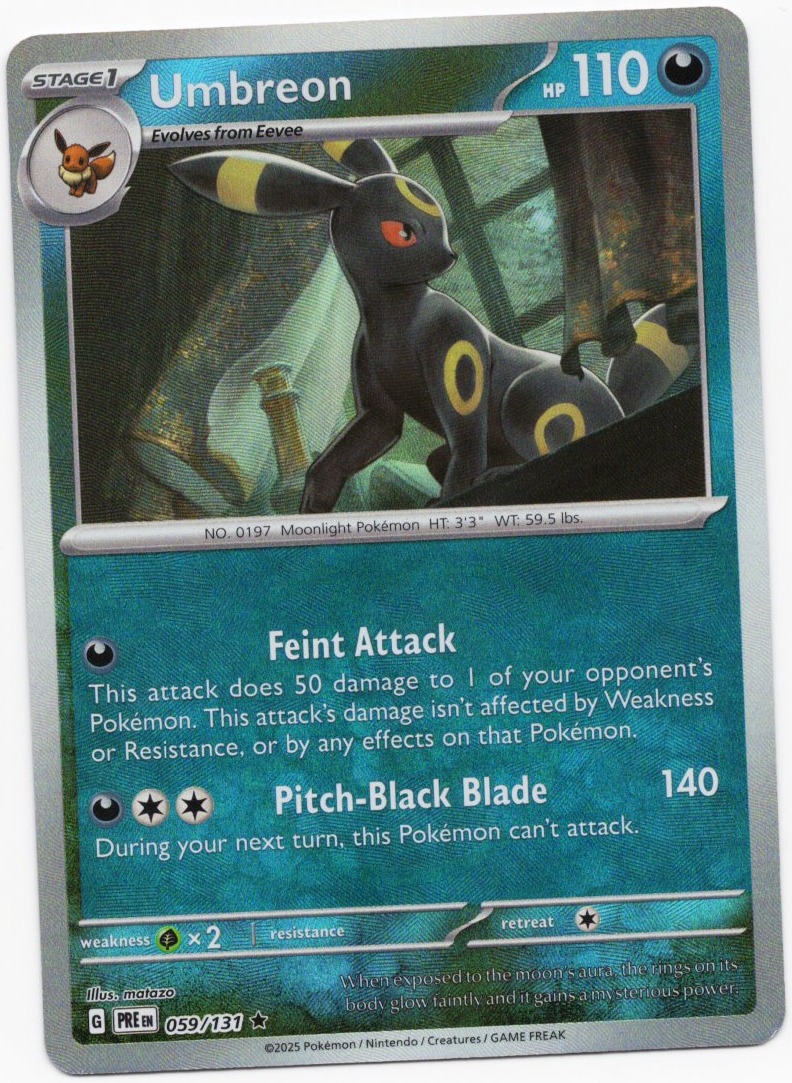 STAGE1 Umbreon HP 110
Evolves from Eevee
NO. 0197 Moonlight Pokémon HT: 3'3" WT: 59.5 lbs.
Feint Attack
This attack does 50 damage to 1 of your opponent's
Pokémon. This attack's damage isn't affected by Weakness
or Resistance, or by any effects on that Pokémon.
Pitch-Black Blade 140
During your next turn, this Pokémon can't attack.
weakness ×2 resistance retreat
When exposed to the moon's aura, the rings on its
body glow faintly and it gains a mysterious power.
Illus. matazo
G PRE EN 059/131 ★
©2025 Pokémon / Nintendo / Creatures / GAME FREAK